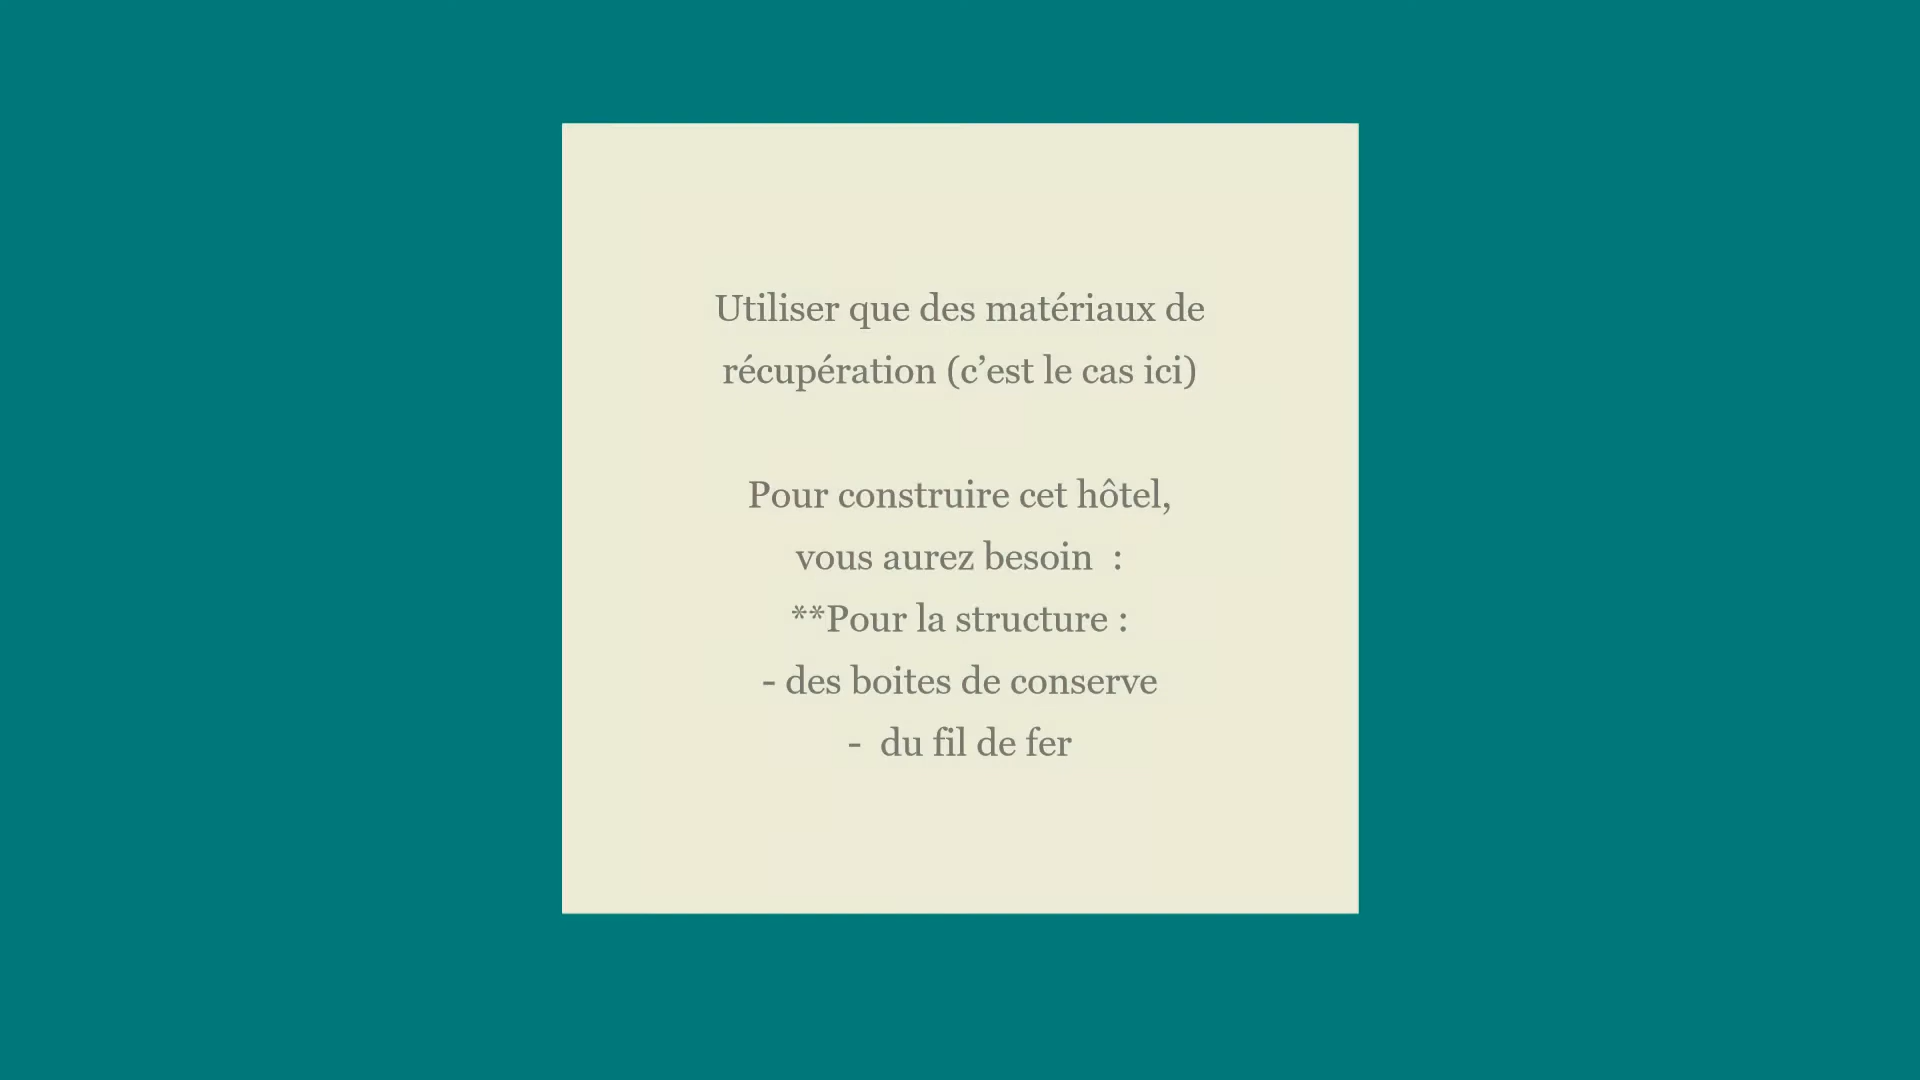 Utiliser que des matériaux de
récupération (c’est le cas ici)
Pour construire cet hôtel,
vous aurez besoin  :
**Pour la structure :
- des boites de conserve
-  du fil de fer